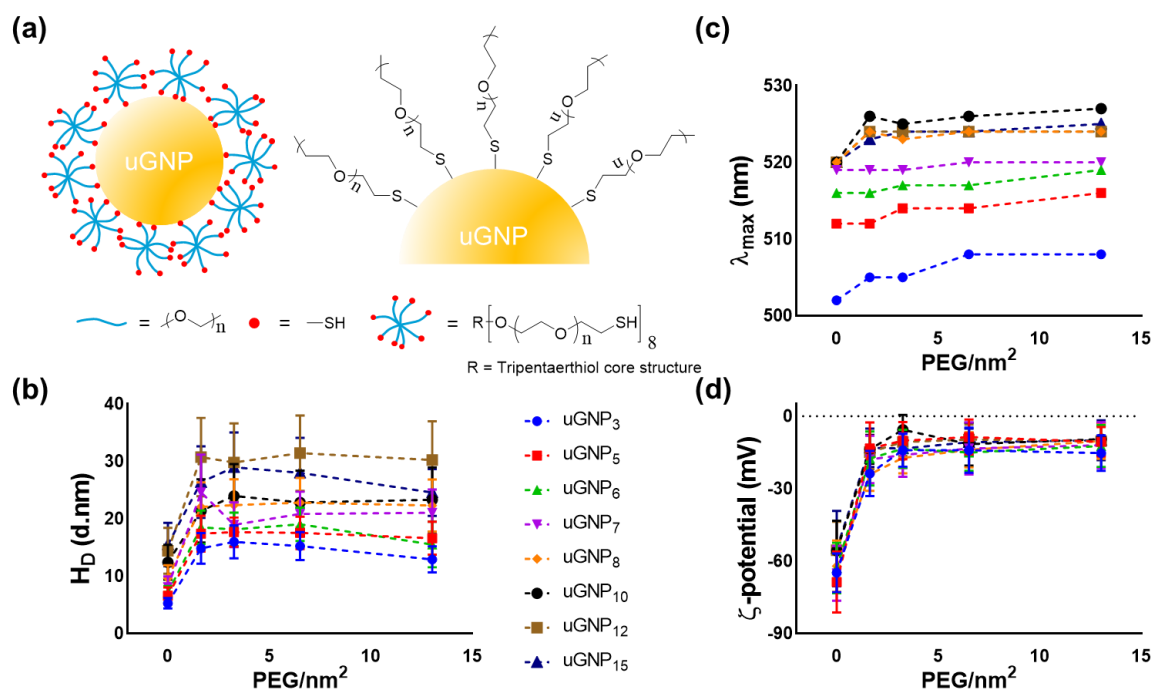 (a)
uGNP
O
n
S
O
n
S
O
n
S
O
n
S
O
n
S
uGNP
= O n = —SH = R O O n SH 8
R = Tripentaerthiol core structure
(b)
40
30
20
10
0
H_D (d.nm)
0 5 10 15
PEG/nm²
uGNP₃
uGNP₅
uGNP₆
uGNP₇
uGNP₈
uGNP₁₀
uGNP₁₂
uGNP₁₅
(c)
530
520
510
500
λmax (nm)
0 5 10 15
PEG/nm²
(d)
0
-30
-60
-90
ζ-potential (mV)
0 5 10 15
PEG/nm²